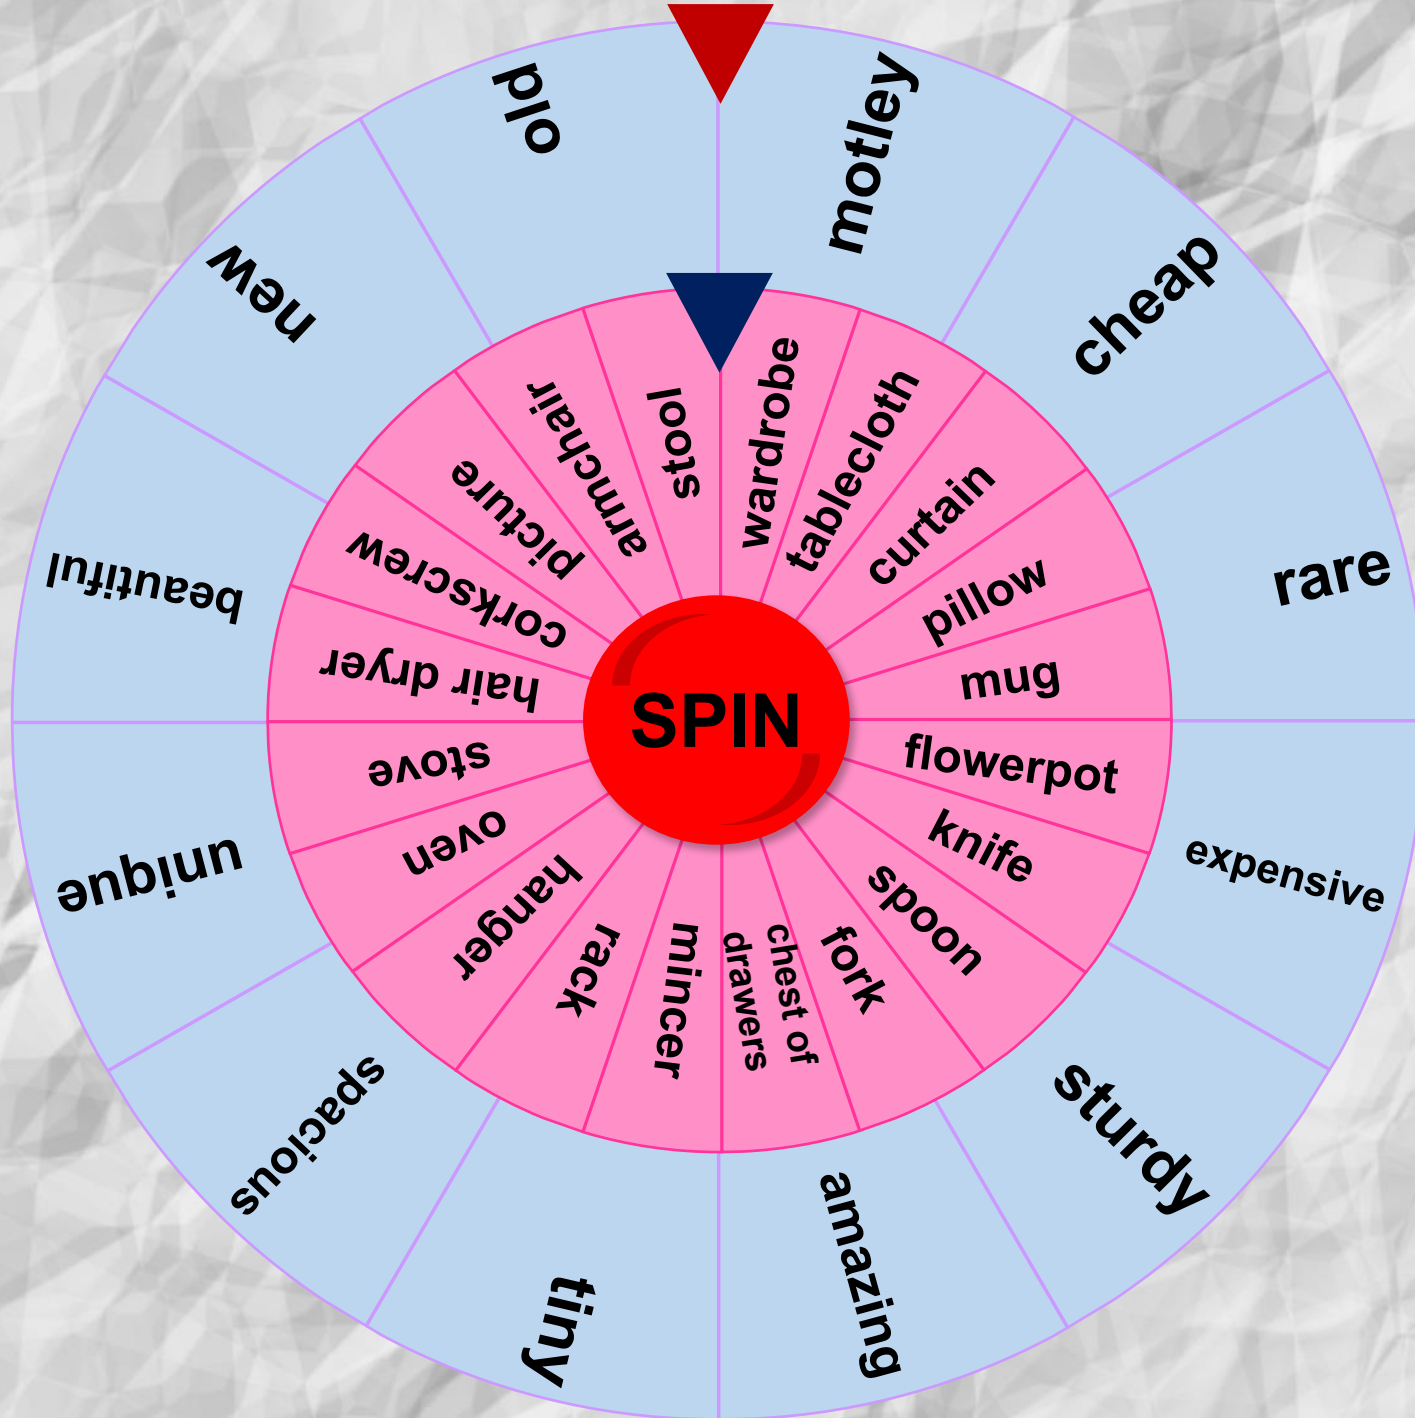 old
motley
cheap
rare
expensive
sturdy
amazing
tiny
spacious
unique
beautiful
new
stool
wardrobe
tablecloth
curtain
pillow
mug
flowerpot
knife
spoon
fork
chest of
drawers
mincer
rack
hanger
oven
stove
hair dryer
corkscrew
picture
armchair
SPIN